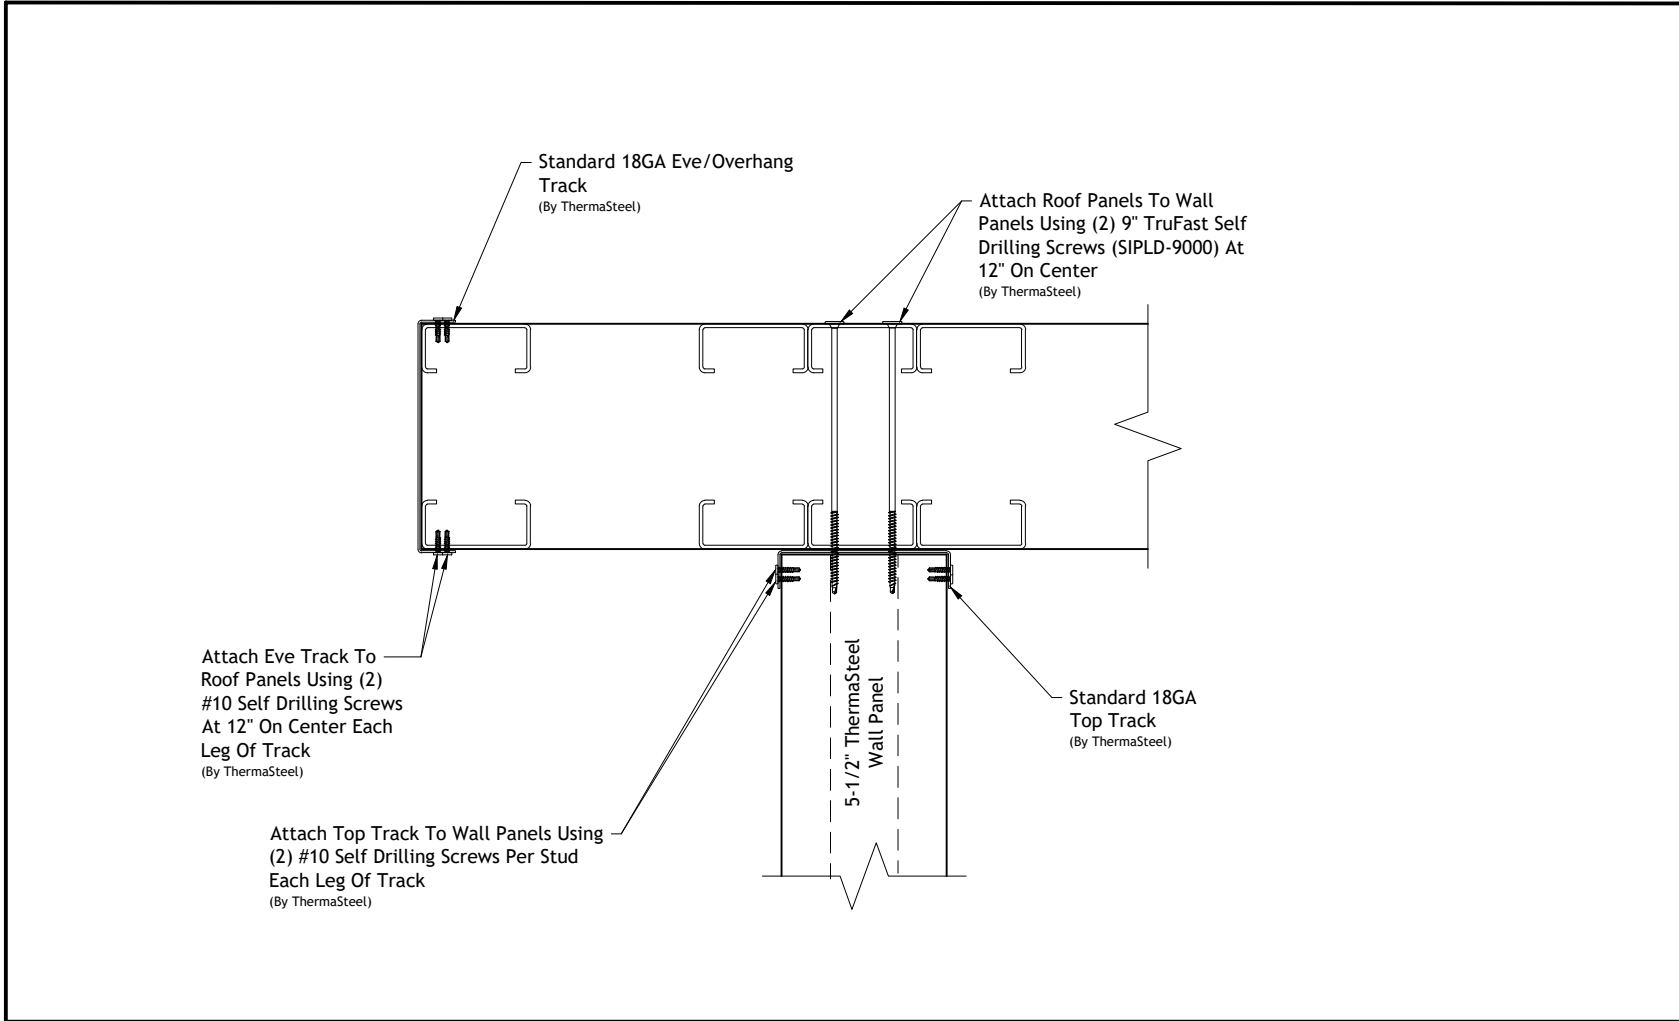 Standard 18GA Eve/Overhang
Track
(By ThermaSteel)
Attach Roof Panels To Wall
Panels Using (2) 9" TruFast Self
Drilling Screws (SIPLD-9000) At
12" On Center
(By ThermaSteel)
Attach Eve Track To
Roof Panels Using (2)
#10 Self Drilling Screws
At 12" On Center Each
Leg Of Track
(By ThermaSteel)
5-1/2" ThermaSteel
Wall Panel
Standard 18GA
Top Track
(By ThermaSteel)
Attach Top Track To Wall Panels Using
(2) #10 Self Drilling Screws Per Stud
Each Leg Of Track
(By ThermaSteel)